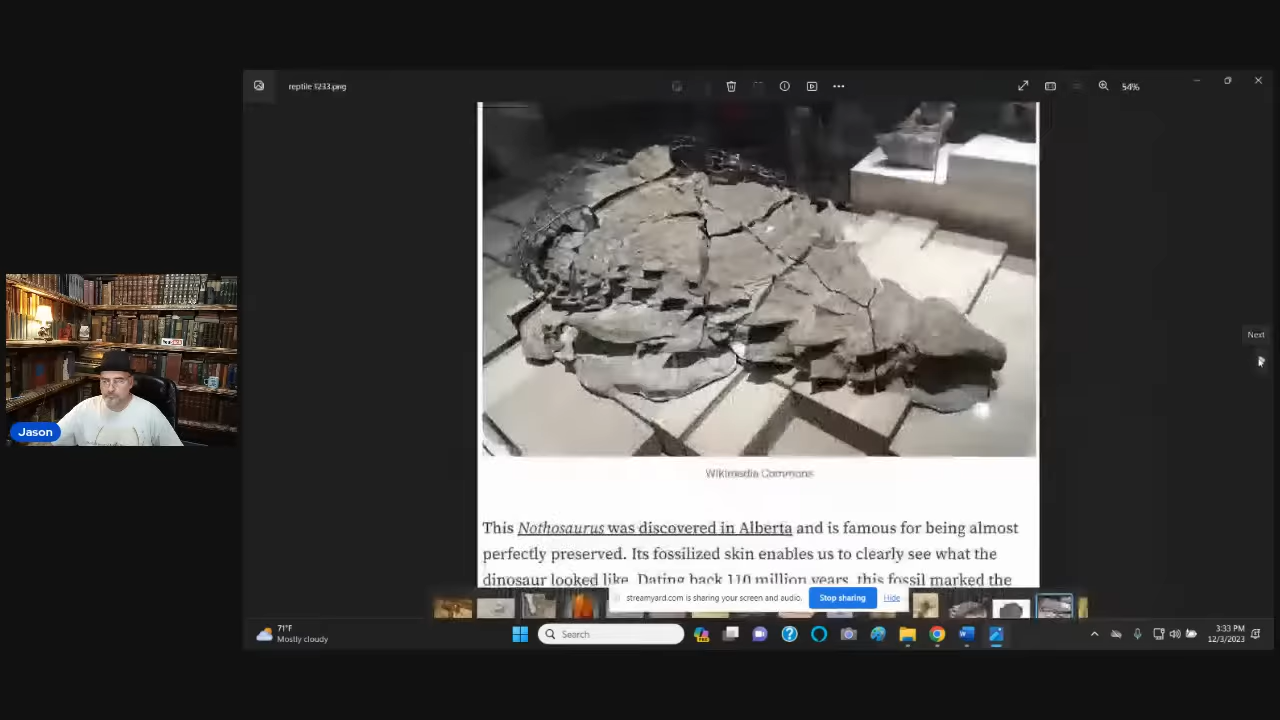 reptile 1233.png
54%
Next
Jason
Wikimedia Commons
This Nothosaurus was discovered in Alberta and is famous for being almost
perfectly preserved. Its fossilized skin enables us to clearly see what the
dinosaur looked like. Dating back 110 million years, this fossil marked the
streamyard.com is sharing your screen and audio.
Stop sharing
Hide
71°F
Mostly cloudy
Search
3:33 PM
12/3/2023